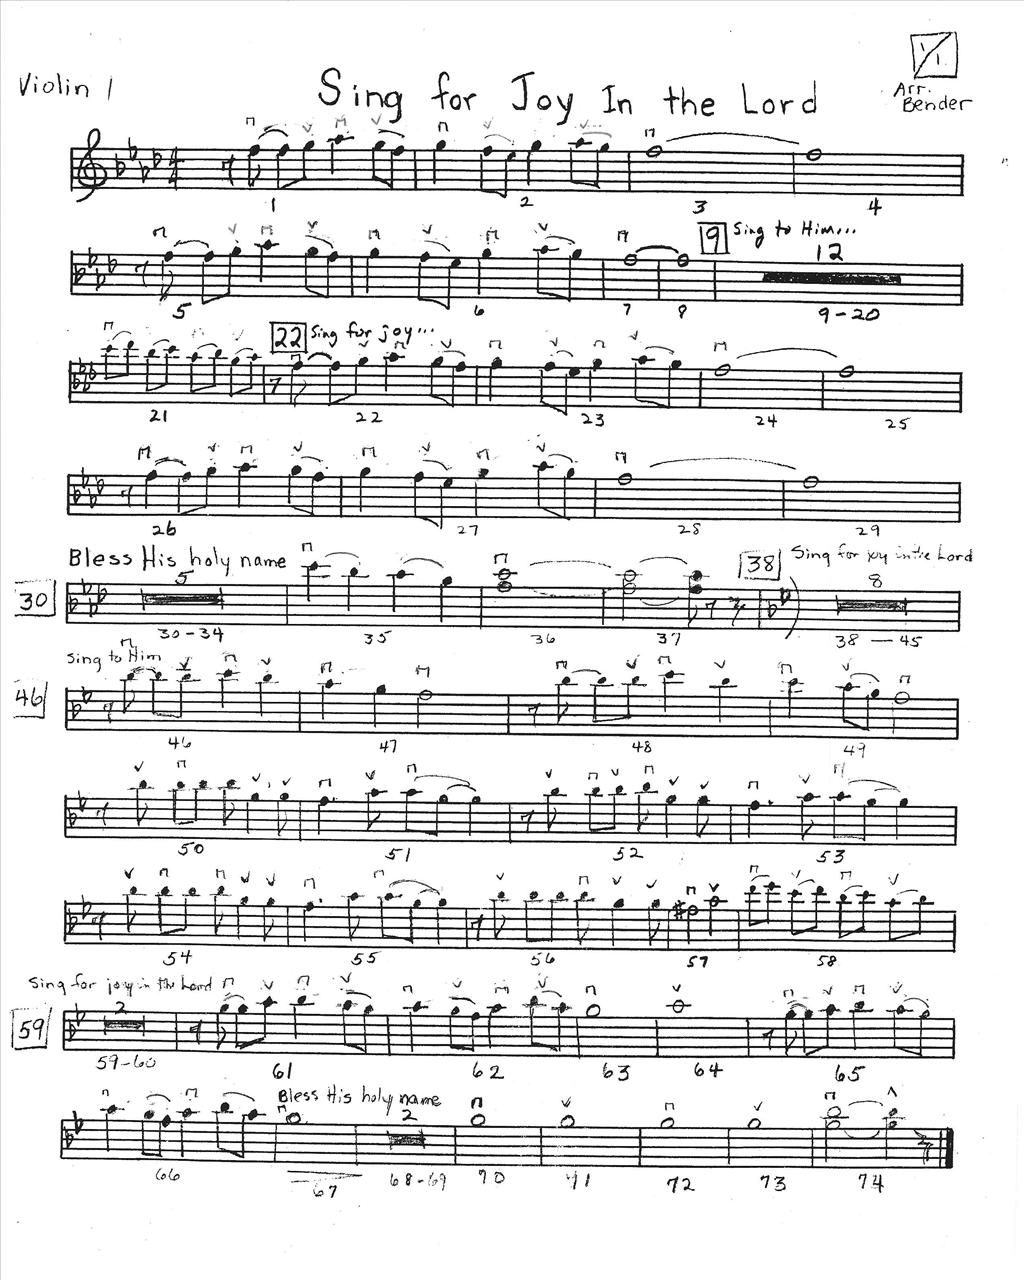 1/1
Violin 1
Sing for Joy In the Lord
Arr. Bender
4 4
1 2 3 4
9 Sing to Him...
12
5 6 7 8 9-20
22 Sing for joy...
21 22 23 24 25
26 27 28 29
Bless His holy name
38 Sing for joy in the Lord
30 5 8
30-34 35 36 37 38 — 45
Sing to Him
46
46 47 48 49
50 51 52 53
54 55 56 57 58
Sing for joy in the Lord
59 2
59-60 61 62 63 64 65
Bless His holy name
2
66 67 68-69 70 71 72 73 74